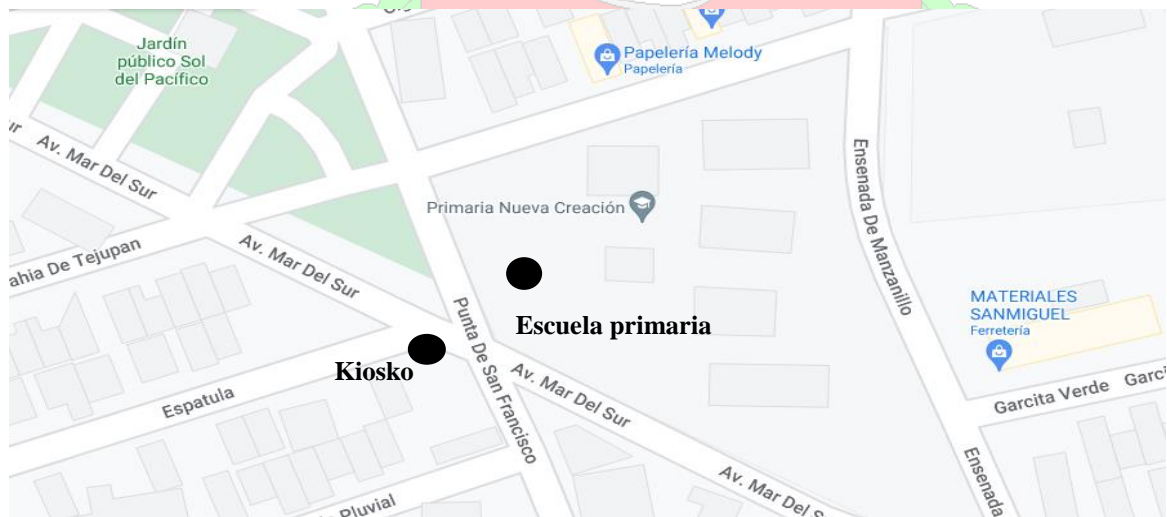 Jardín
público Sol
del Pacífico
Papelería Melody
Papelería
Av. Mar Del Sur
Ensenada De Manzanillo
Primaria Nueva Creación
ahia De Tejupan
Av. Mar Del Sur
MATERIALES
SANMIGUEL
Ferretería
Punta De San Francisco
Escuela primaria
Kiosko
Av. Mar Del Sur
Espatula
Garcita Verde Garci
Ensenada
Av. Mar Del S
Pluvial